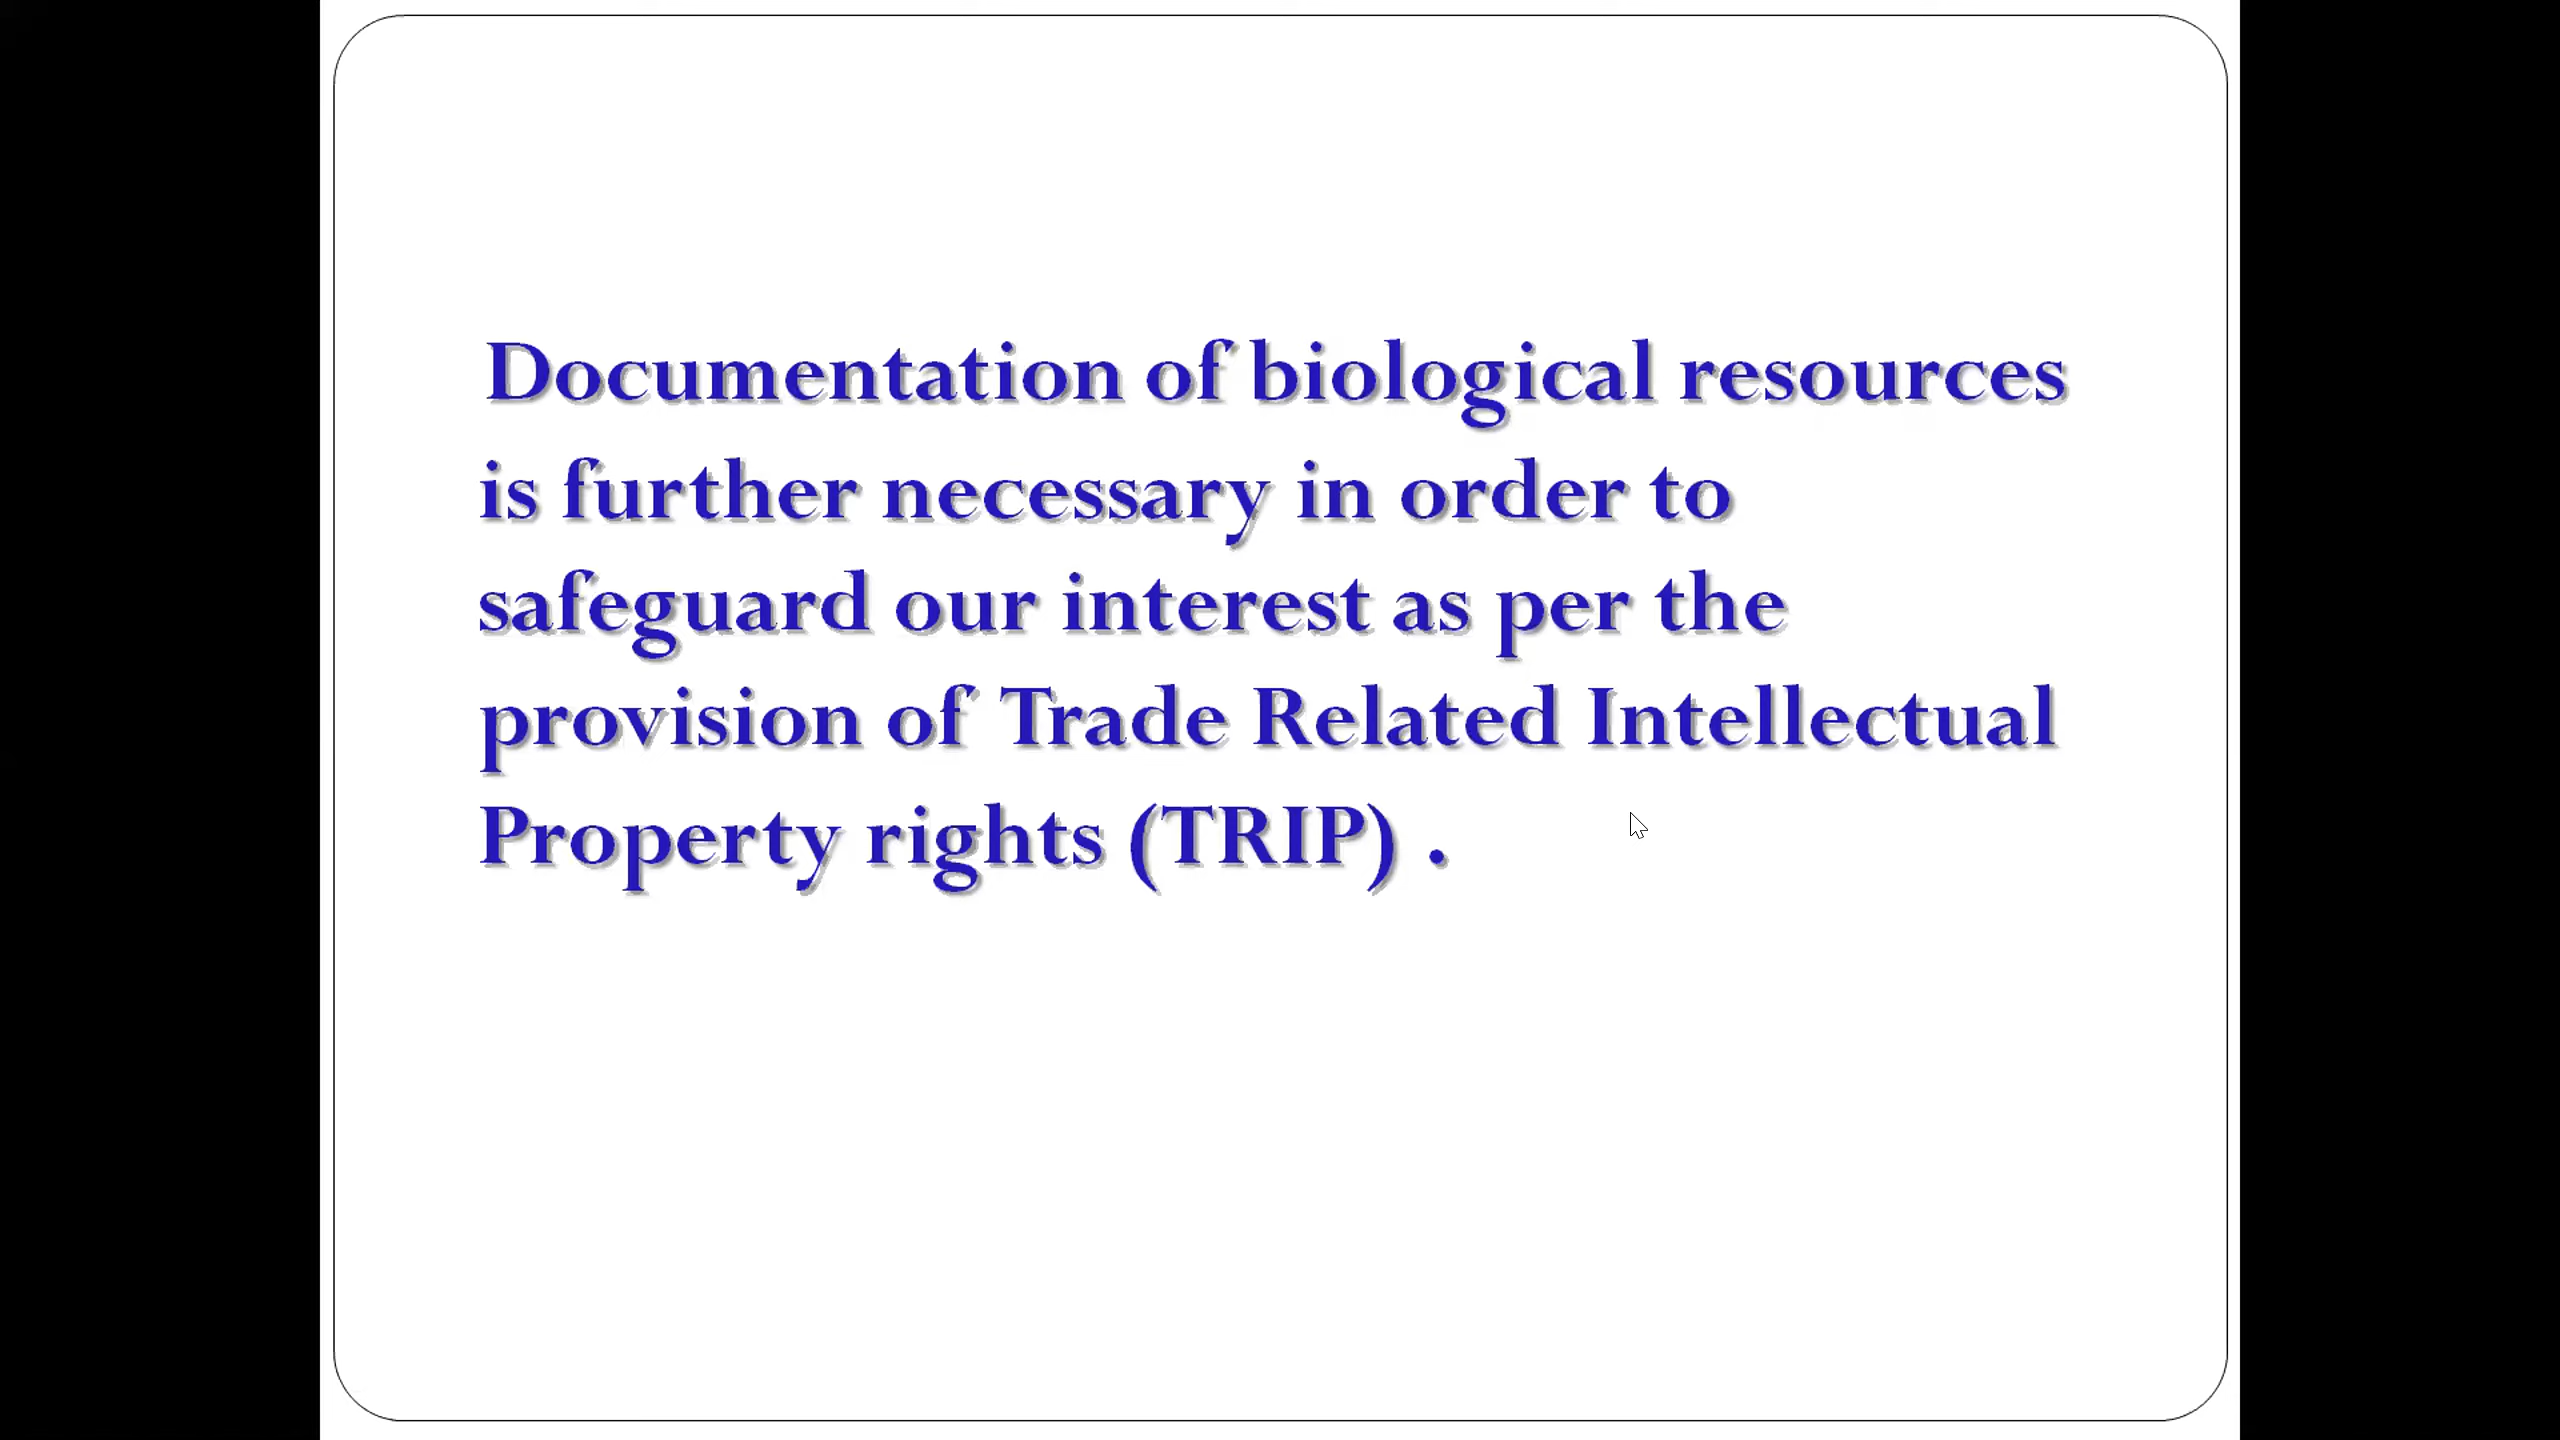 Documentation of biological resources
is further necessary in order to
safeguard our interest as per the
provision of Trade Related Intellectual
Property rights (TRIP) .